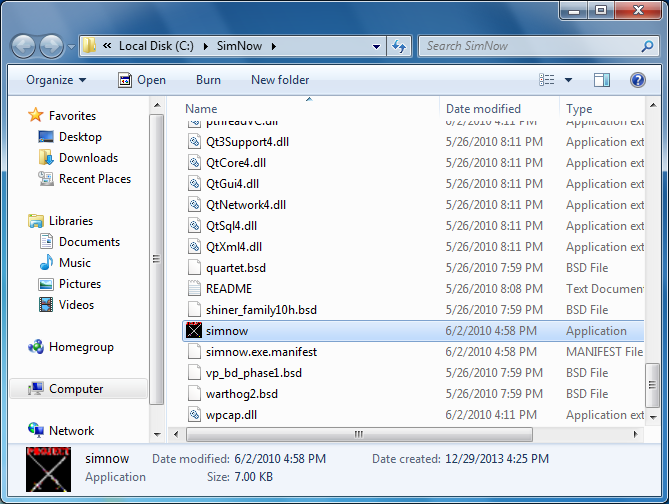 « Local Disk (C:) ▸ SimNow ▸
Search SimNow
Organize Open Burn New folder
Name Date modified Type
Favorites
Desktop
Downloads
Recent Places
Libraries
Documents
Music
Pictures
Videos
Homegroup
Computer
Network
pthreadVC.dll 6/2/2010 4:11 PM Application ext
Qt3Support4.dll 5/26/2010 8:11 PM Application ext
QtCore4.dll 5/26/2010 8:11 PM Application ext
QtGui4.dll 5/26/2010 8:11 PM Application ext
QtNetwork4.dll 5/26/2010 8:11 PM Application ext
QtSql4.dll 5/26/2010 8:11 PM Application ext
QtXml4.dll 5/26/2010 8:11 PM Application ext
quartet.bsd 5/26/2010 7:59 PM BSD File
README 5/26/2010 8:08 PM Text Documen
shiner_family10h.bsd 5/26/2010 7:59 PM BSD File
simnow 6/2/2010 4:58 PM Application
simnow.exe.manifest 6/2/2010 4:58 PM MANIFEST File
vp_bd_phase1.bsd 5/26/2010 7:59 PM BSD File
warthog2.bsd 5/26/2010 7:59 PM BSD File
wpcap.dll 6/2/2010 4:11 PM Application ext
PROJECT
simnow Date modified: 6/2/2010 4:58 PM Date created: 12/29/2013 4:25 PM
Application Size: 7.00 KB